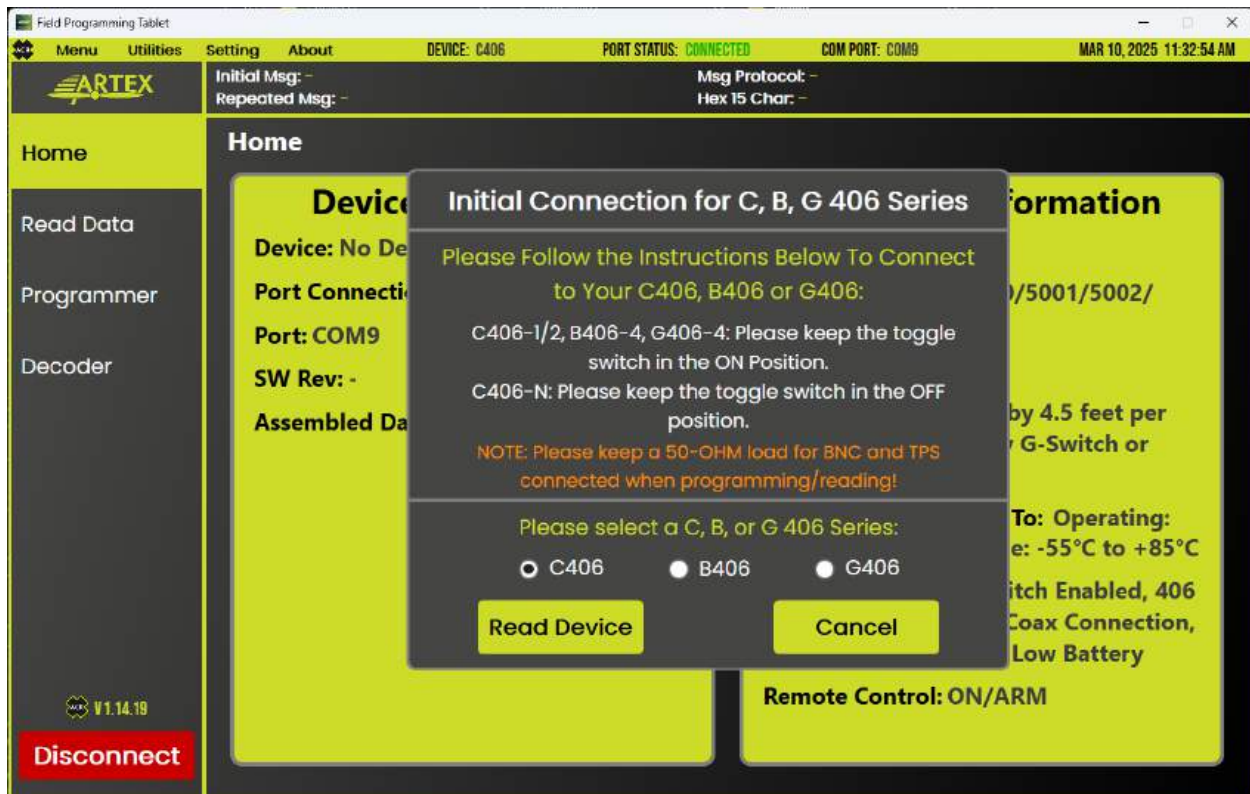 Field Programming Tablet
Menu Utilities Setting About DEVICE: C406 PORT STATUS: CONNECTED COM PORT: COM9 MAR 10, 2025 11:32:54 AM
ARTEX
Initial Msg: - Msg Protocol: -
Repeated Msg: - Hex 15 Char: -
Home
Read Data
Programmer
Decoder
ACR V 1.14.19
Disconnect
Home
Device
Device: No De
Port Connecti
Port: COM9
SW Rev: -
Assembled Da
Initial Connection for C, B, G 406 Series
Please Follow the Instructions Below To Connect
to Your C406, B406 or G406:
C406-1/2, B406-4, G406-4: Please keep the toggle
switch in the ON Position.
C406-N: Please keep the toggle switch in the OFF
position.
NOTE: Please keep a 50-OHM load for BNC and TPS
connected when programming/reading!
Please select a C, B, or G 406 Series:
C406 B406 G406
Read Device Cancel
formation
/5001/5002/
by 4.5 feet per
G-Switch or
To: Operating:
e: -55°C to +85°C
itch Enabled, 406
Coax Connection,
Low Battery
Remote Control: ON/ARM